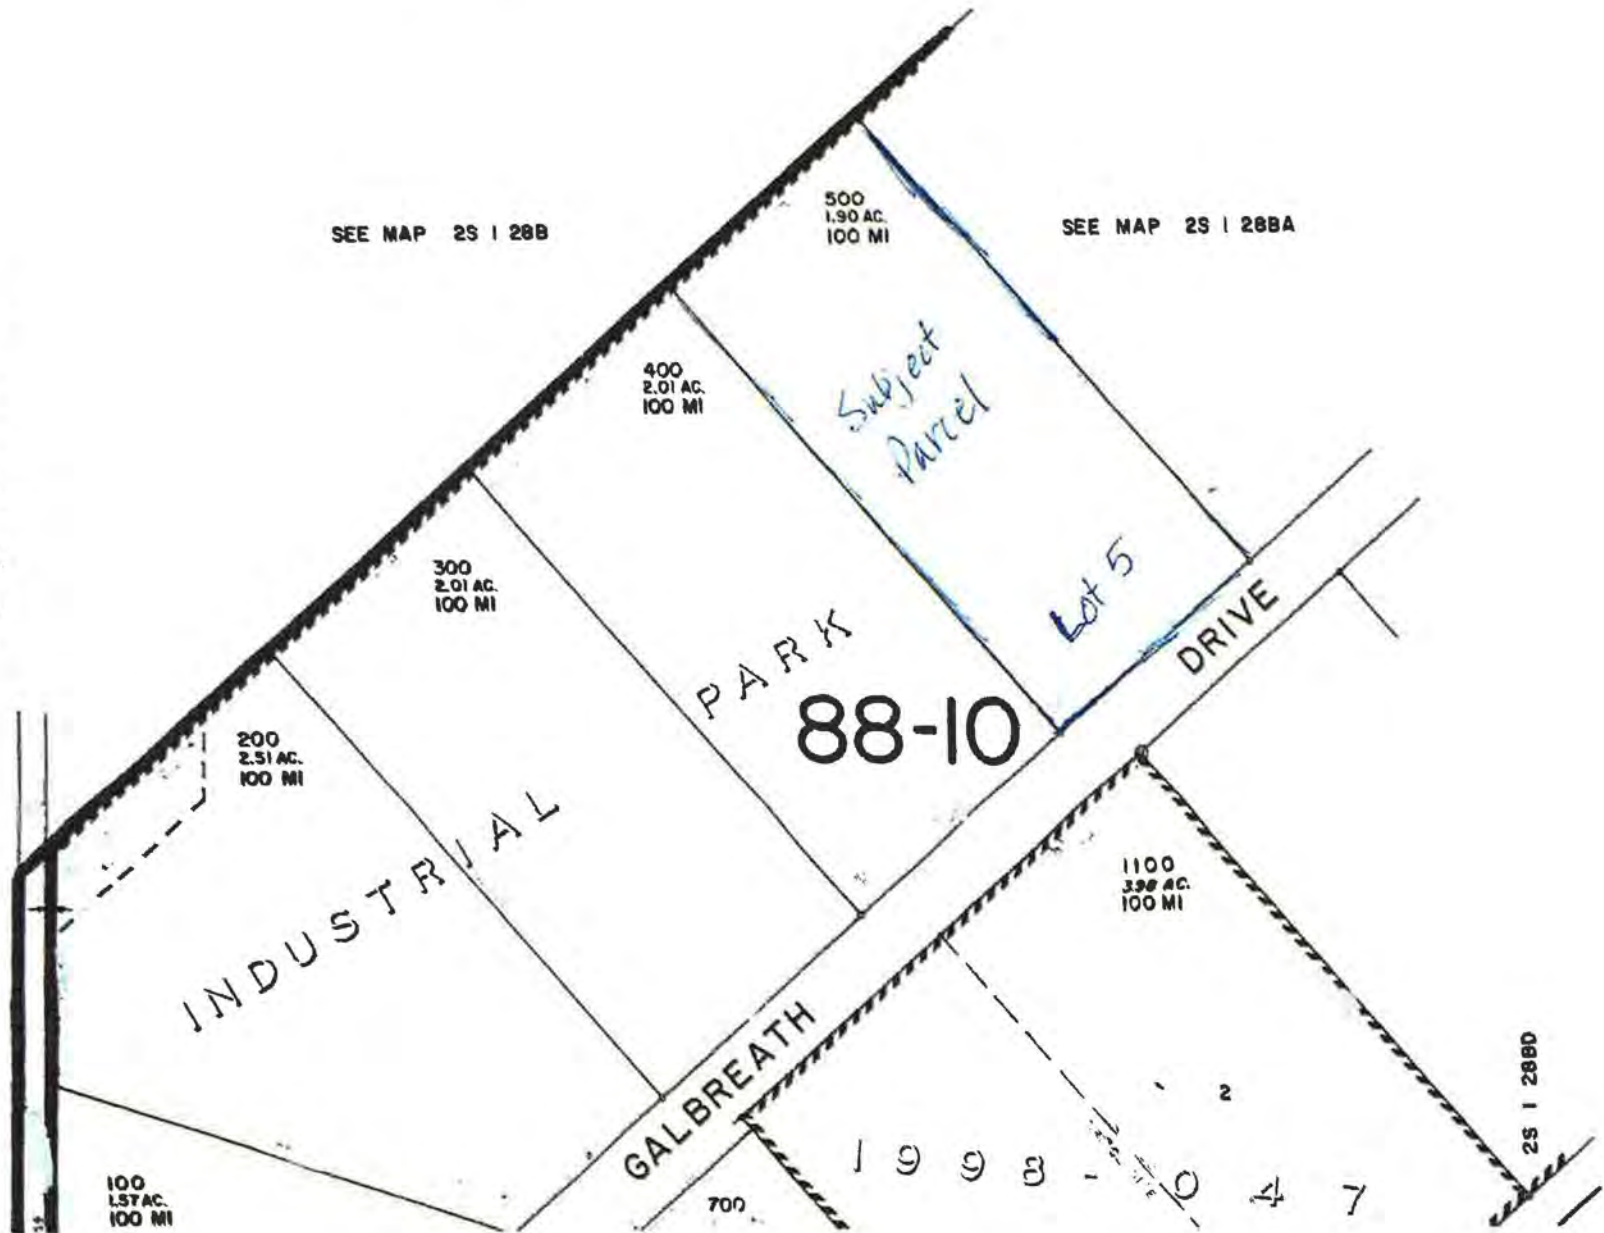 SEE MAP 2S 1 28B
500
1.90 AC.
100 MI
SEE MAP 2S 1 28BA
400
2.01 AC.
100 MI
Subject
Parcel
300
2.01 AC.
100 MI
Lot 5
PARK
88-10
DRIVE
200
2.51 AC.
100 MI
INDUSTRIAL
1100
3.98 AC.
100 MI
GALBREATH
2
2S 1 28BD
1998-047
100
1.57 AC.
100 MI
700